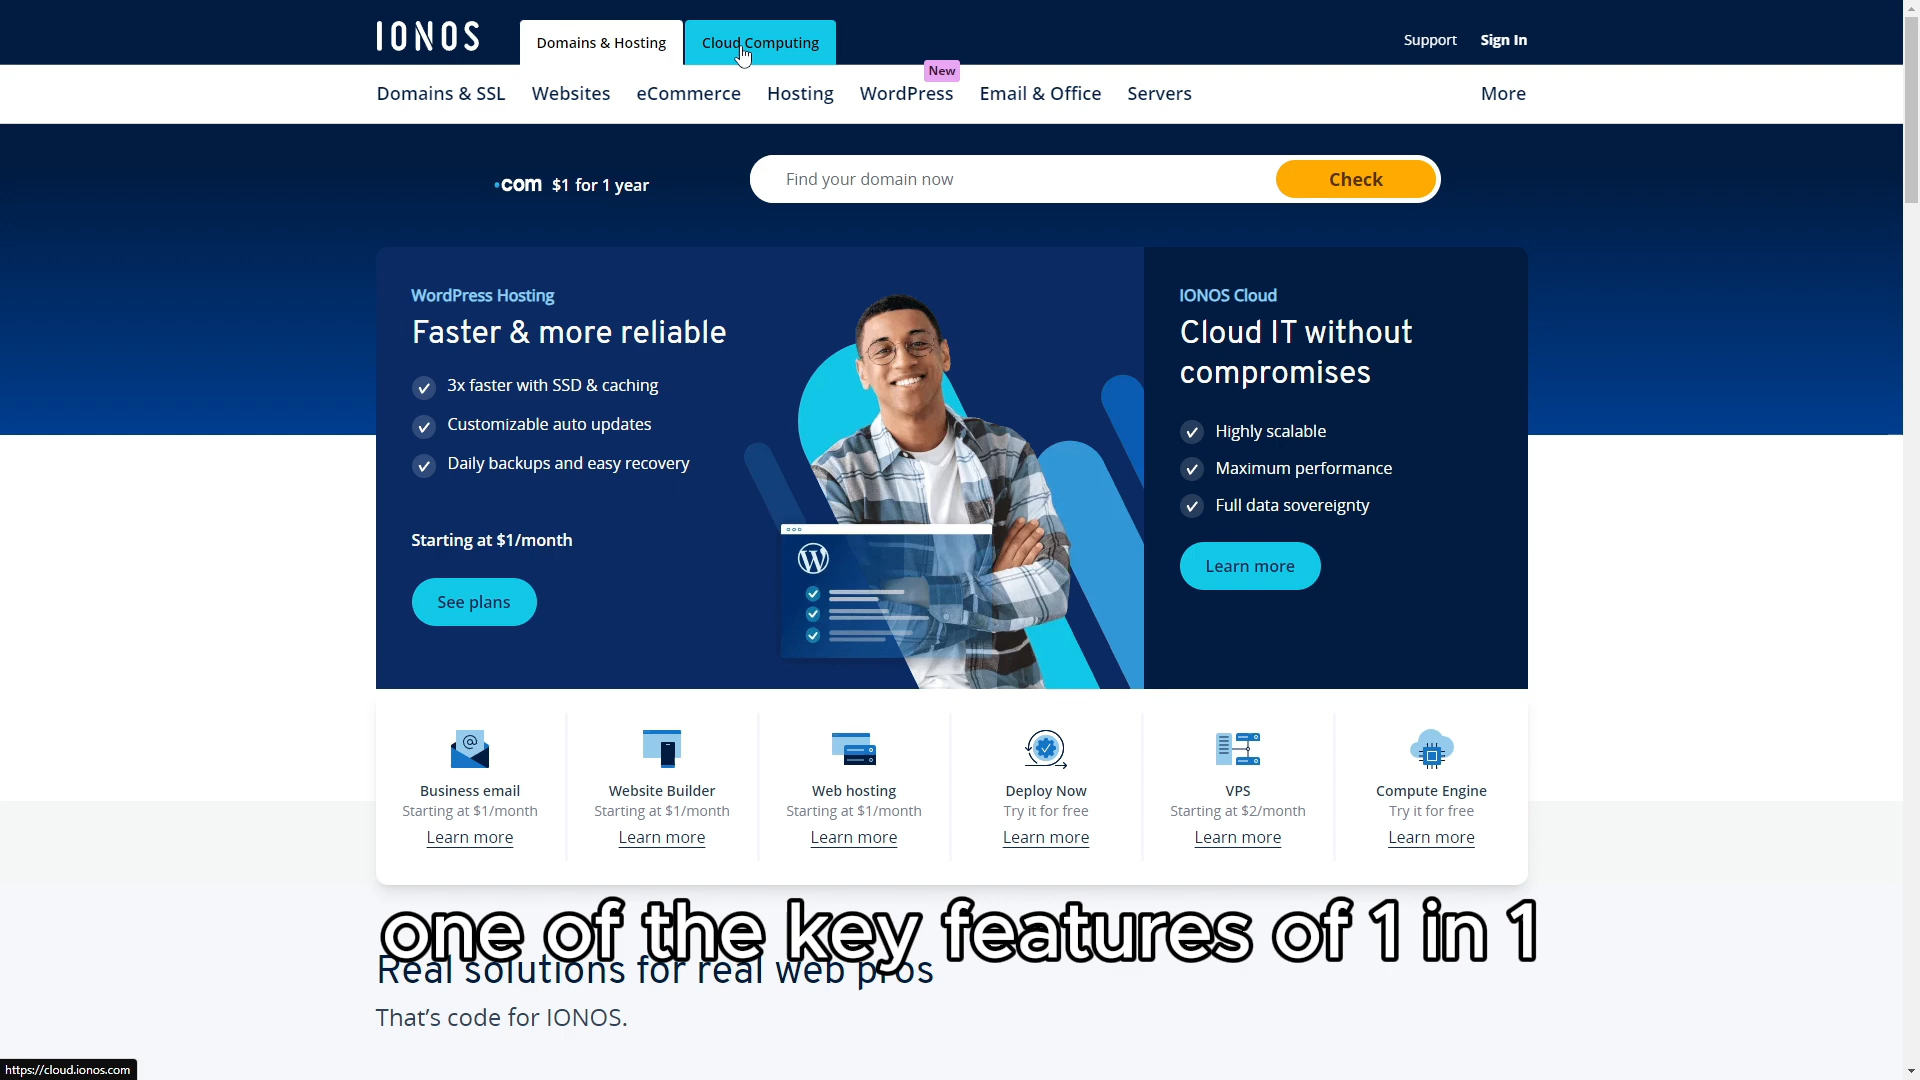 IONOS
Domains & Hosting
Cloud Computing
Support
Sign In
New
Domains & SSL
Websites
eCommerce
Hosting
WordPress
Email & Office
Servers
More
.com $1 for 1 year
Find your domain now
Check
WordPress Hosting
Faster & more reliable
3x faster with SSD & caching
Customizable auto updates
Daily backups and easy recovery
Starting at $1/month
See plans
IONOS Cloud
Cloud IT without
compromises
Highly scalable
Maximum performance
Full data sovereignty
Learn more
Business email
Starting at $1/month
Learn more
Website Builder
Starting at $1/month
Learn more
Web hosting
Starting at $1/month
Learn more
Deploy Now
Try it for free
Learn more
VPS
Starting at $2/month
Learn more
Compute Engine
Try it for free
Learn more
one of the key features of 1 in 1
Real solutions for real web pros
That's code for IONOS.
https://cloud.ionos.com